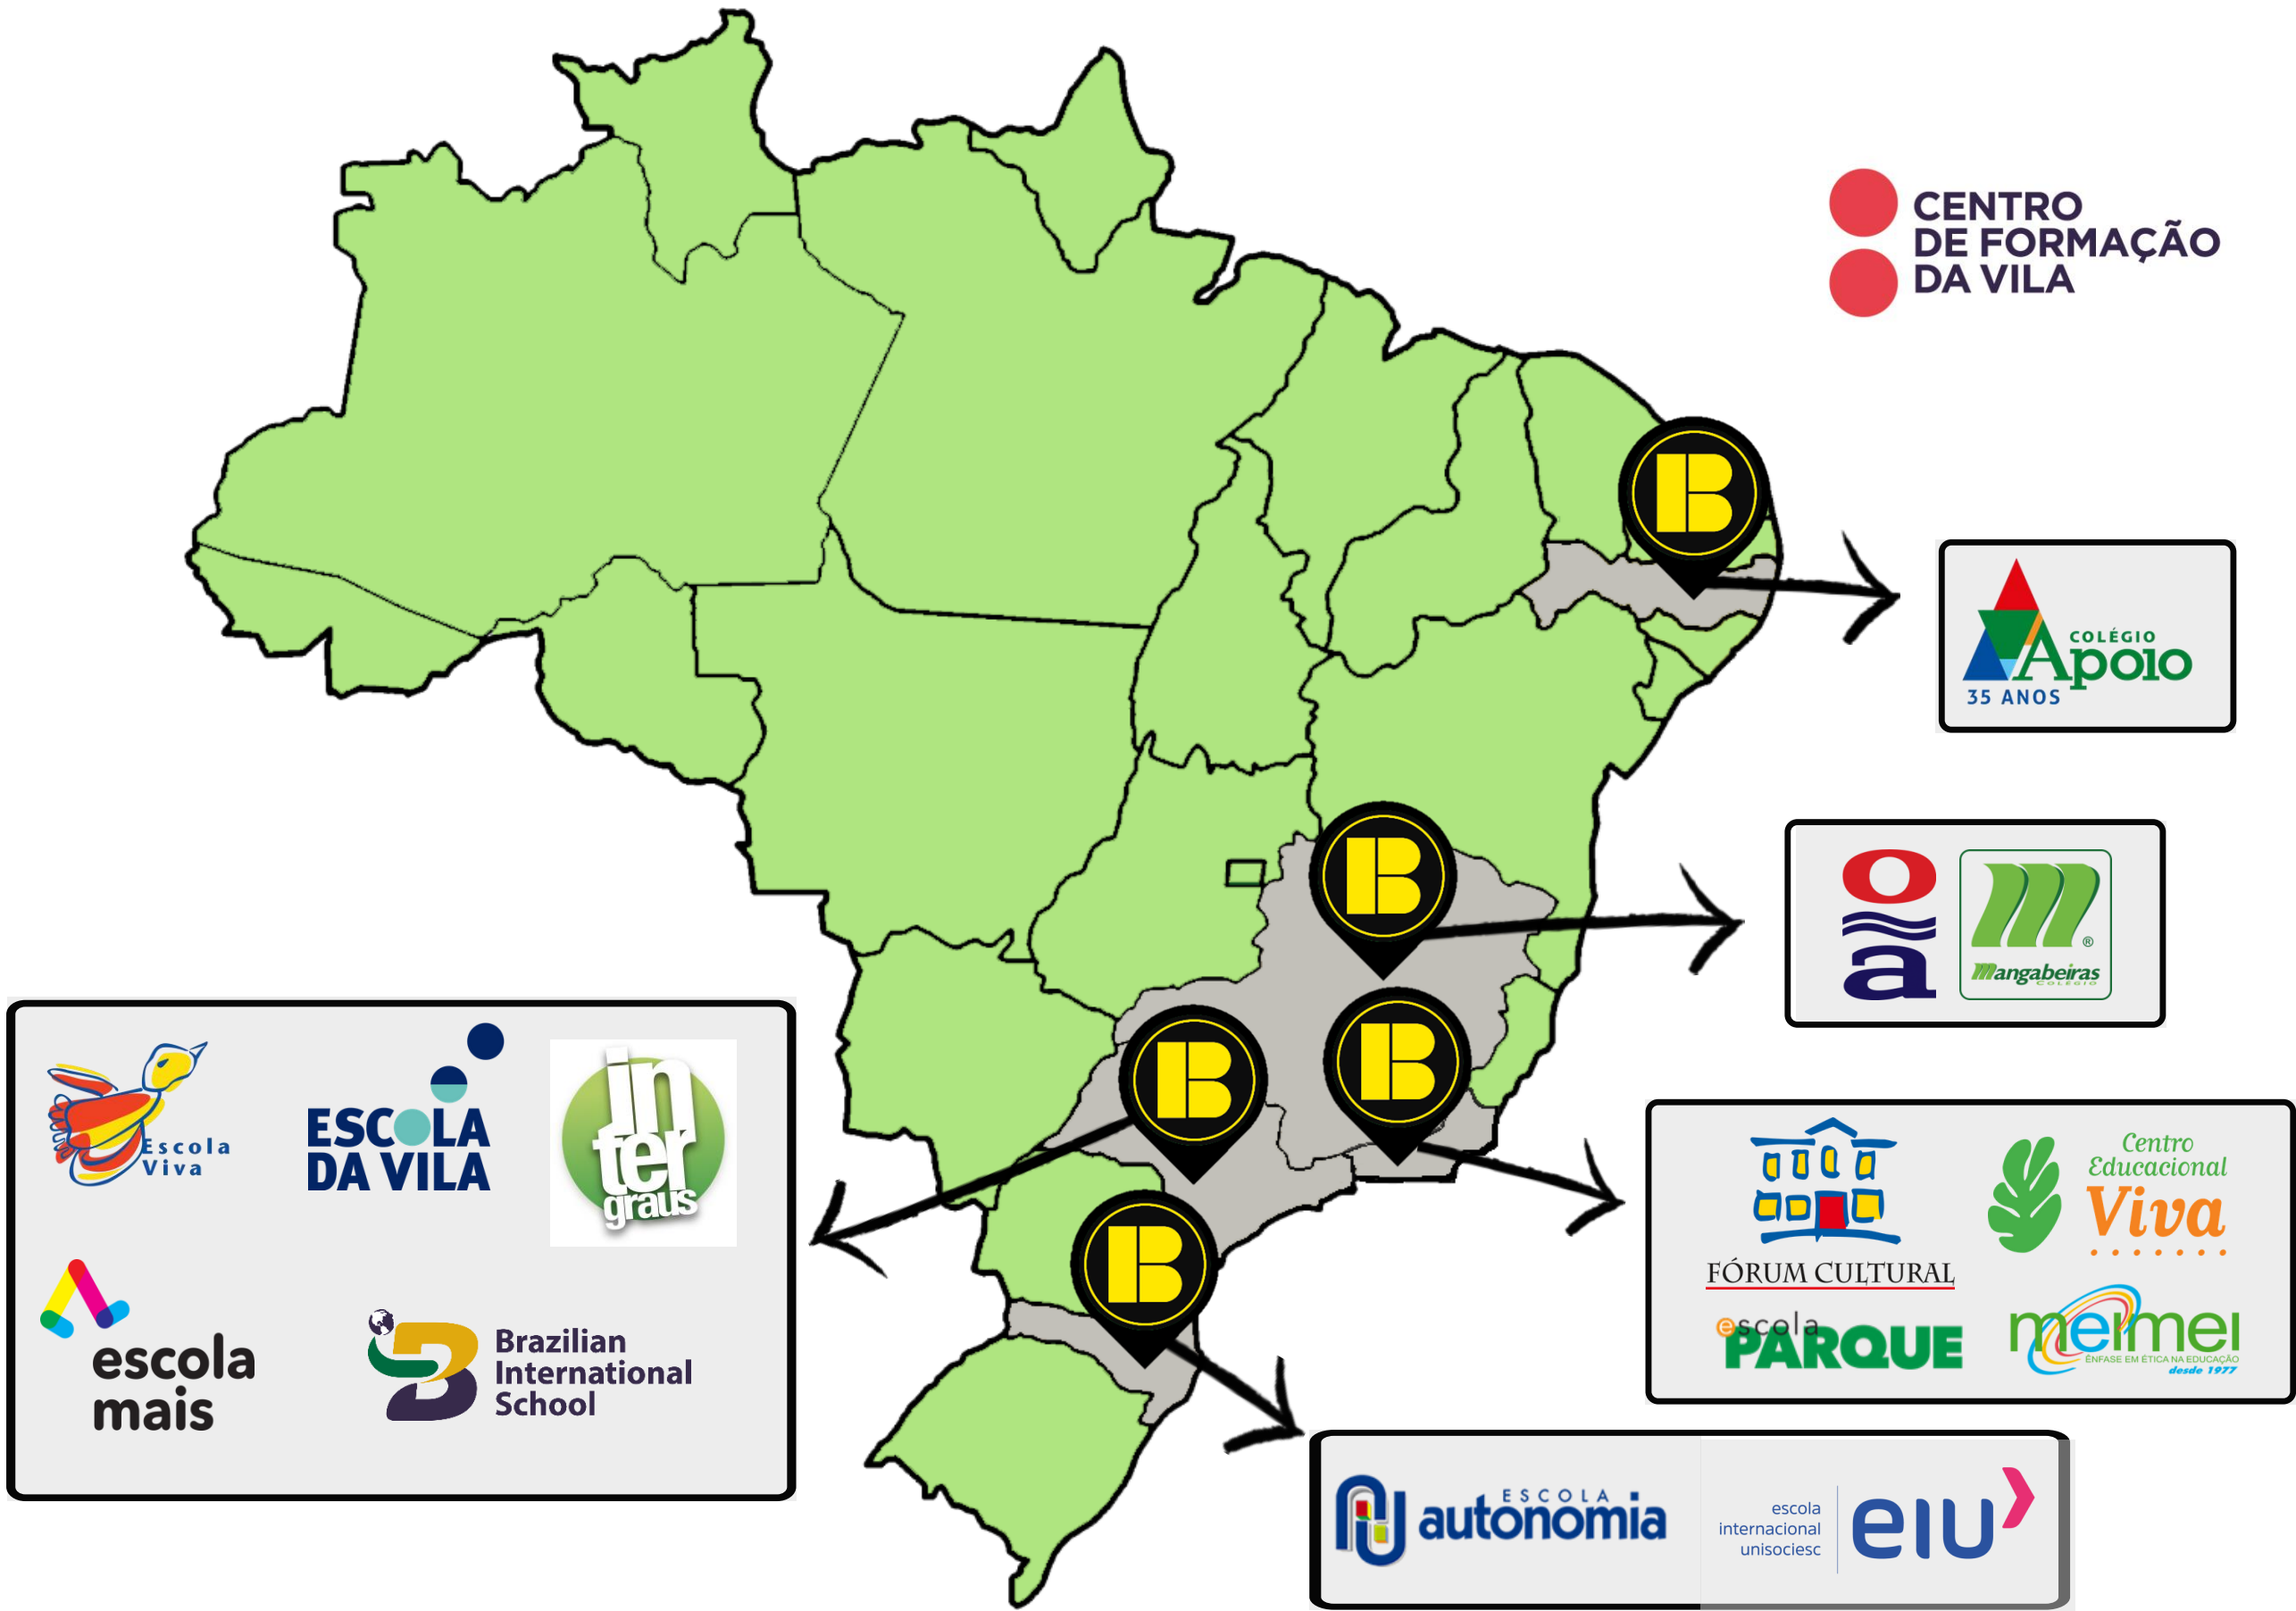 CENTRO
DE FORMAÇÃO
DA VILA
B
COLÉGIO
Apoio
35 ANOS
B
o
a
Mangabeiras
COLÉGIO
®
B
B
Escola
Viva
ESCOLA
DA VILA
in
ter
graus
escola
mais
B
Brazilian
International
School
FÓRUM CULTURAL
Centro
Educacional
Viva
escola
PARQUE
meimei
ÊNFASE EM ÉTICA NA EDUCAÇÃO
desde 1977
B
ESCOLA
autonomia
escola
internacional
unisociesc
eiu